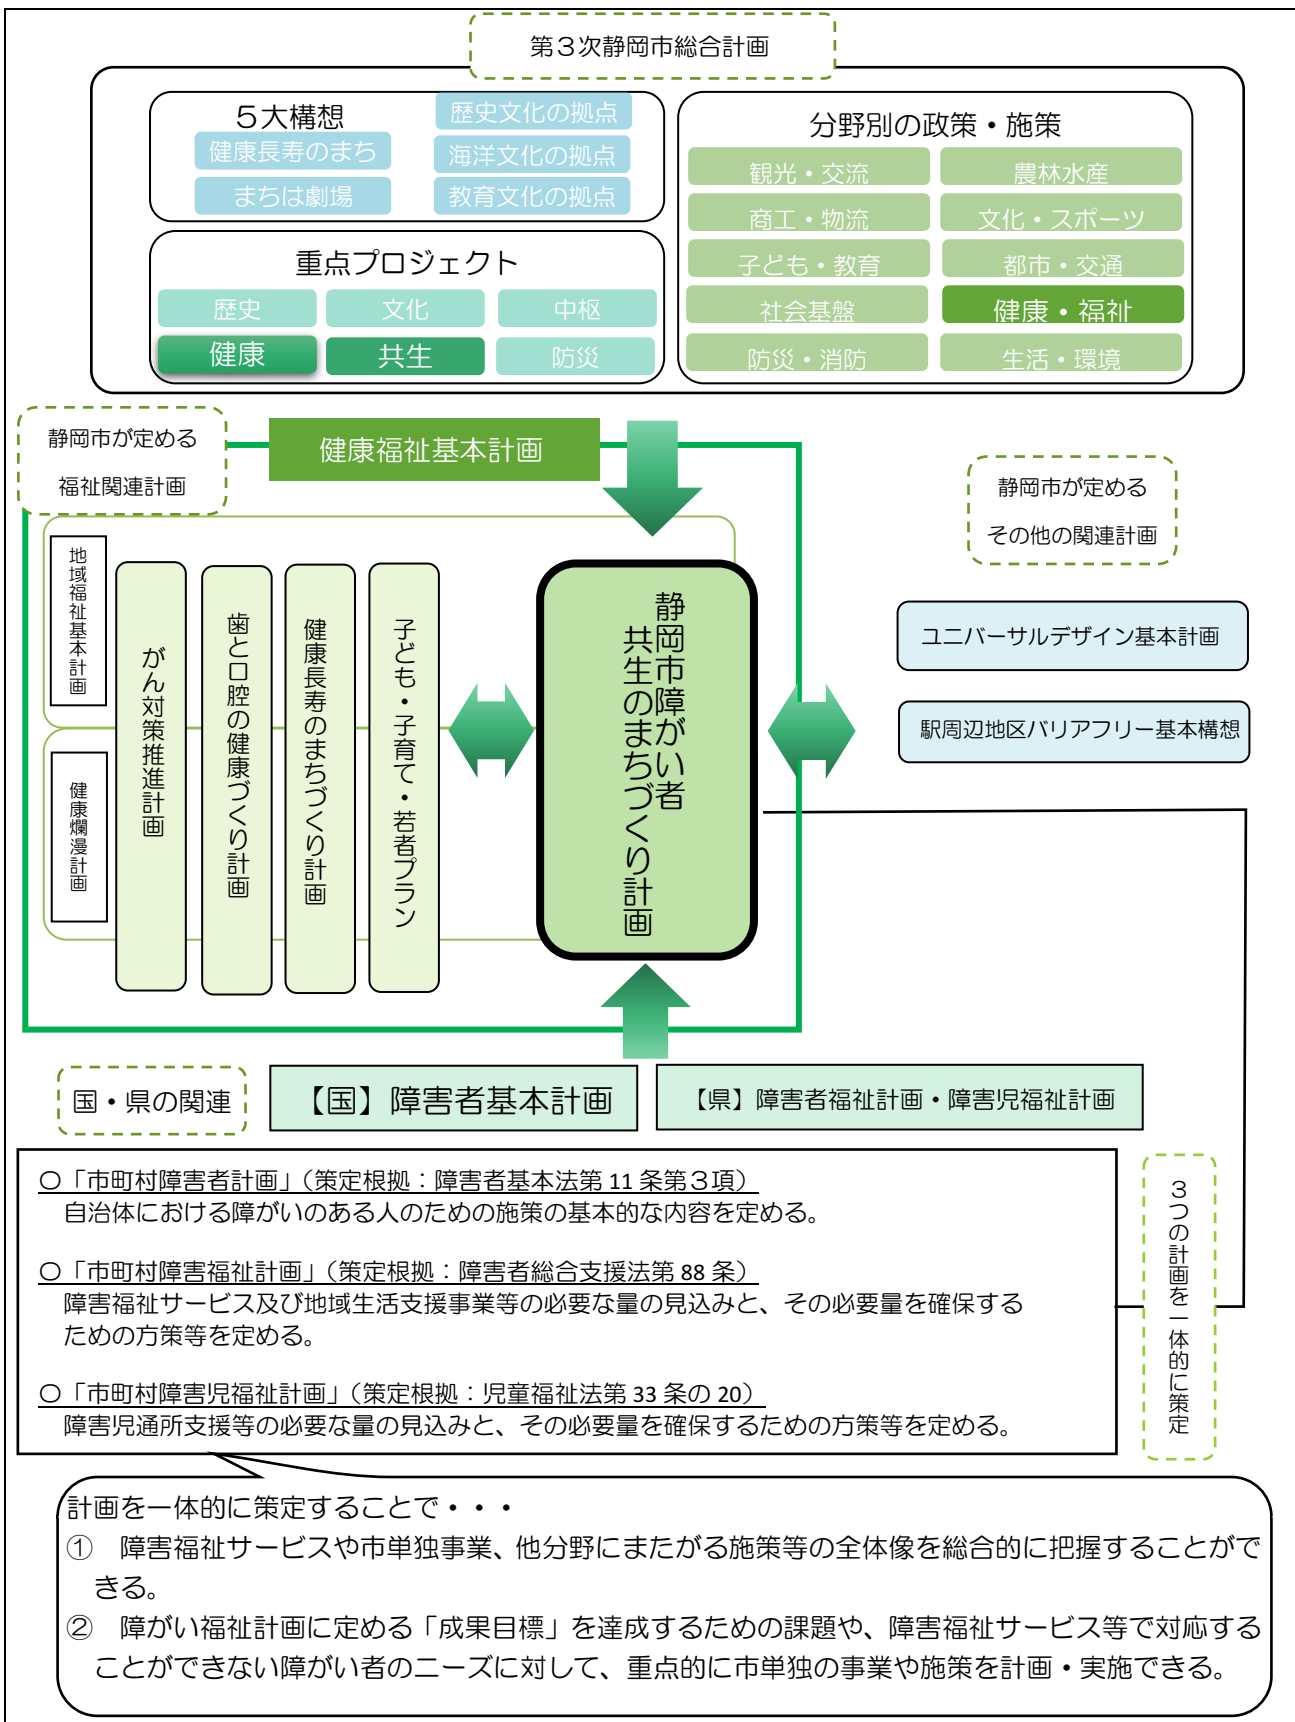 第３次静岡市総合計画
５大構想
健康長寿のまち
まちは劇場
歴史文化の拠点
海洋文化の拠点
教育文化の拠点
重点プロジェクト
歴史
文化
中枢
健康
共生
防災
分野別の政策・施策
観光・交流
農林水産
商工・物流
文化・スポーツ
子ども・教育
都市・交通
社会基盤
健康・福祉
防災・消防
生活・環境
静岡市が定める
福祉関連計画
健康福祉基本計画
静岡市が定める
その他の関連計画
地域福祉基本計画
健康爛漫計画
がん対策推進計画
歯と口腔の健康づくり計画
健康長寿のまちづくり計画
子ども・子育て・若者プラン
静岡市障がい者
共生のまちづくり計画
ユニバーサルデザイン基本計画
駅周辺地区バリアフリー基本構想
国・県の関連
【国】障害者基本計画
【県】障害者福祉計画・障害児福祉計画
〇「市町村障害者計画」（策定根拠：障害者基本法第 11 条第３項）
自治体における障がいのある人のための施策の基本的な内容を定める。
〇「市町村障害福祉計画」（策定根拠：障害者総合支援法第 88 条）
障害福祉サービス及び地域生活支援事業等の必要な量の見込みと、その必要量を確保する
ための方策等を定める。
〇「市町村障害児福祉計画」（策定根拠：児童福祉法第 33 条の 20）
障害児通所支援等の必要な量の見込みと、その必要量を確保するための方策等を定める。
３つの計画を一体的に策定
計画を一体的に策定することで・・・
①　障害福祉サービスや市単独事業、他分野にまたがる施策等の全体像を総合的に把握することがで
きる。
②　障がい福祉計画に定める「成果目標」を達成するための課題や、障害福祉サービス等で対応する
ことができない障がい者のニーズに対して、重点的に市単独の事業や施策を計画・実施できる。